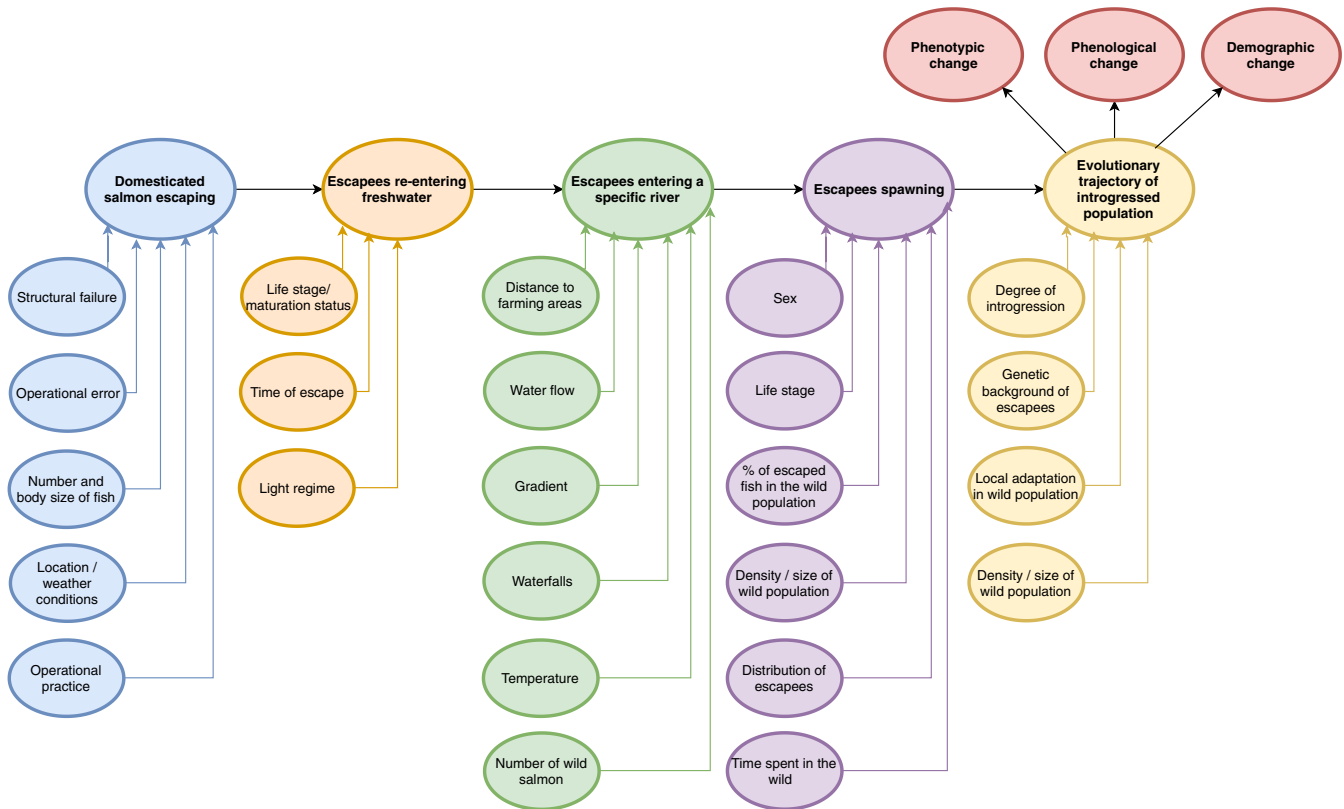 Phenotypic
change
Phenological
change
Demographic
change
Domesticated
salmon escaping
Escapees re-entering
freshwater
Escapees entering a
specific river
Escapees spawning
Evolutionary
trajectory of
introgressed
population
Structural failure
Operational error
Number and
body size of fish
Location /
weather
conditions
Operational
practice
Life stage/
maturation status
Time of escape
Light regime
Distance to
farming areas
Water flow
Gradient
Waterfalls
Temperature
Number of wild
salmon
Sex
Life stage
% of escaped
fish in the wild
population
Density / size of
wild population
Distribution of
escapees
Time spent in the
wild
Degree of
introgression
Genetic
background of
escapees
Local adaptation
in wild population
Density / size of
wild population